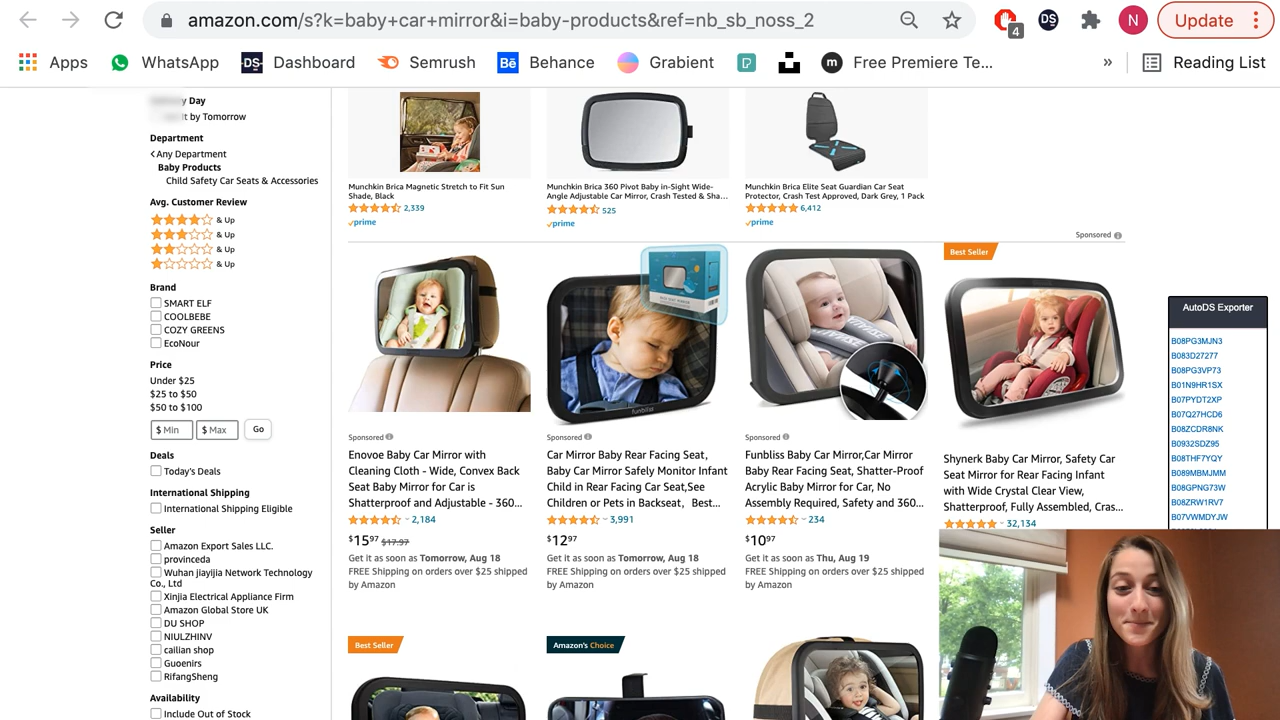 amazon.com/s?k=baby+car+mirror&i=baby-products&ref=nb_sb_noss_2
4
DS
N
Update
Apps
WhatsApp
DS
Dashboard
Semrush
Bē
Behance
Gradient
m
Free Premiere Te...
»
Reading List
Day
it by Tomorrow
Department
Any Department
Baby Products
Child Safety Car Seats & Accessories
Avg. Customer Review
& Up
& Up
& Up
& Up
Brand
SMART ELF
COOLBEBE
COZY GREENS
EcoNour
Price
Under $25
$25 to $50
$50 to $100
$ Min
$ Max
Go
Deals
Today's Deals
International Shipping
International Shipping Eligible
Seller
Amazon Export Sales LLC.
provinceda
Wuhan jiayijia Network Technology
Co., Ltd
Xinjia Electrical Appliance Firm
Amazon Global Store UK
DU SHOP
NIULZHINV
cailian shop
Guoenirs
RifangSheng
Availability
Include Out of Stock
Munchkin Brica Magnetic Stretch to Fit Sun
Shade, Black
2,339
prime
Munchkin Brica 360 Pivot Baby in-Sight Wide-
Angle Adjustable Car Mirror, Crash Tested & Sha...
525
prime
Munchkin Brica Elite Seat Guardian Car Seat
Protector, Crash Test Approved, Dark Grey, 1 Pack
6,412
prime
Sponsored
Sponsored
Enovoe Baby Car Mirror with
Cleaning Cloth - Wide, Convex Back
Seat Baby Mirror for Car is
Shatterproof and Adjustable - 360...
2,184
$15 97 $17.97
Get it as soon as Tomorrow, Aug 18
FREE Shipping on orders over $25 shipped
by Amazon
funbliss
Sponsored
Car Mirror Baby Rear Facing Seat,
Baby Car Mirror Safely Monitor Infant
Child in Rear Facing Car Seat,See
Children or Pets in Backseat, Best...
3,991
$12 97
Get it as soon as Tomorrow, Aug 18
FREE Shipping on orders over $25 shipped
by Amazon
Sponsored
Funbliss Baby Car Mirror,Car Mirror
Baby Rear Facing Seat, Shatter-Proof
Acrylic Baby Mirror for Car, No
Assembly Required, Safety and 360...
234
$10 97
Get it as soon as Thu, Aug 19
FREE Shipping on orders over $25 shipped
by Amazon
Best Seller
Shynerk Baby Car Mirror, Safety Car
Seat Mirror for Rear Facing Infant
with Wide Crystal Clear View,
Shatterproof, Fully Assembled, Cras...
32,134
Best Seller
Amazon's Choice
AutoDS Exporter
B08PG3MJN3
B083D27277
B08PG3VP73
B01N9HR1SX
B07PYDT2XP
B07Q27HCD6
B08ZCDR8NK
B0932SDZ95
B08THF7YQY
B089MBMJMM
B08GPNG73W
B08ZRW1RV7
B07VWMDYJW